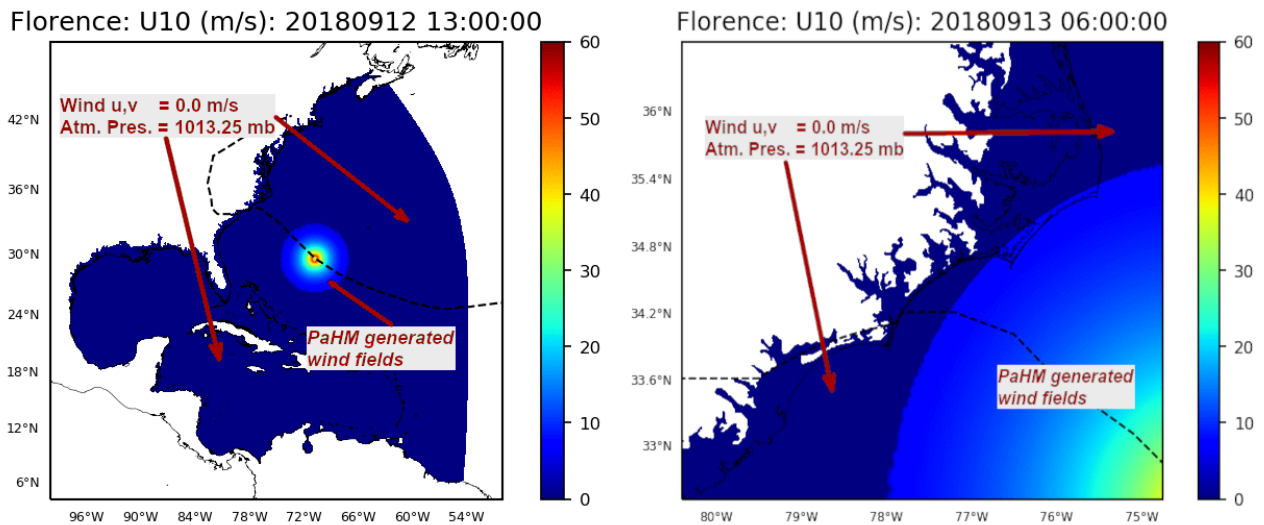 Florence: U10 (m/s): 20180912 13:00:00
60
50
40
30
20
10
0
42°N
36°N
30°N
24°N
18°N
12°N
6°N
96°W 90°W 84°W 78°W 72°W 66°W 60°W 54°W
Wind u,v = 0.0 m/s
Atm. Pres. = 1013.25 mb
PaHM generated
wind fields
Florence: U10 (m/s): 20180913 06:00:00
60
50
40
30
20
10
0
36°N
35.4°N
34.8°N
34.2°N
33.6°N
33°N
80°W 79°W 78°W 77°W 76°W 75°W
Wind u,v = 0.0 m/s
Atm. Pres. = 1013.25 mb
PaHM generated
wind fields